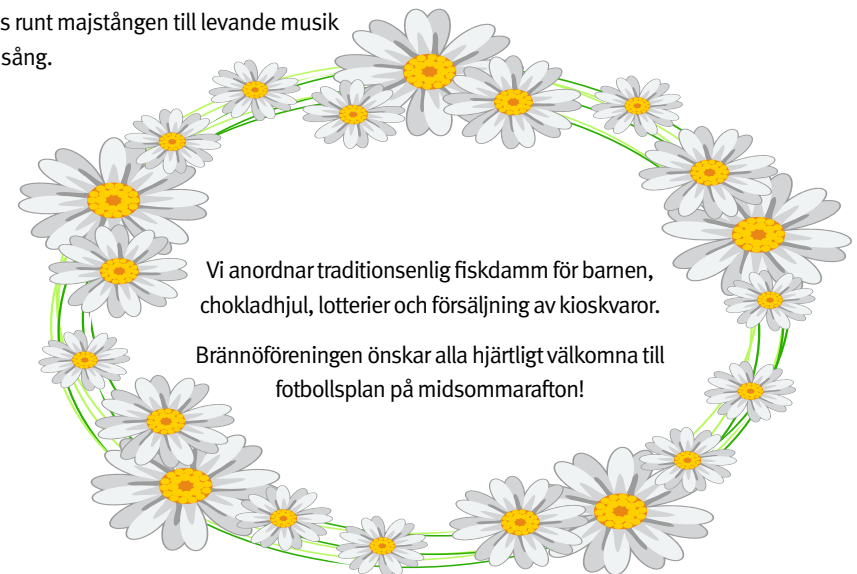 s runt majstången till levande musik
sång.
Vi anordnar traditionsenlig fiskdamm för barnen,
chokladhjul, lotterier och försäljning av kioskvaror.
Brännöföreningen önskar alla hjärtligt välkomna till
fotbollsplan på midsommarafton!